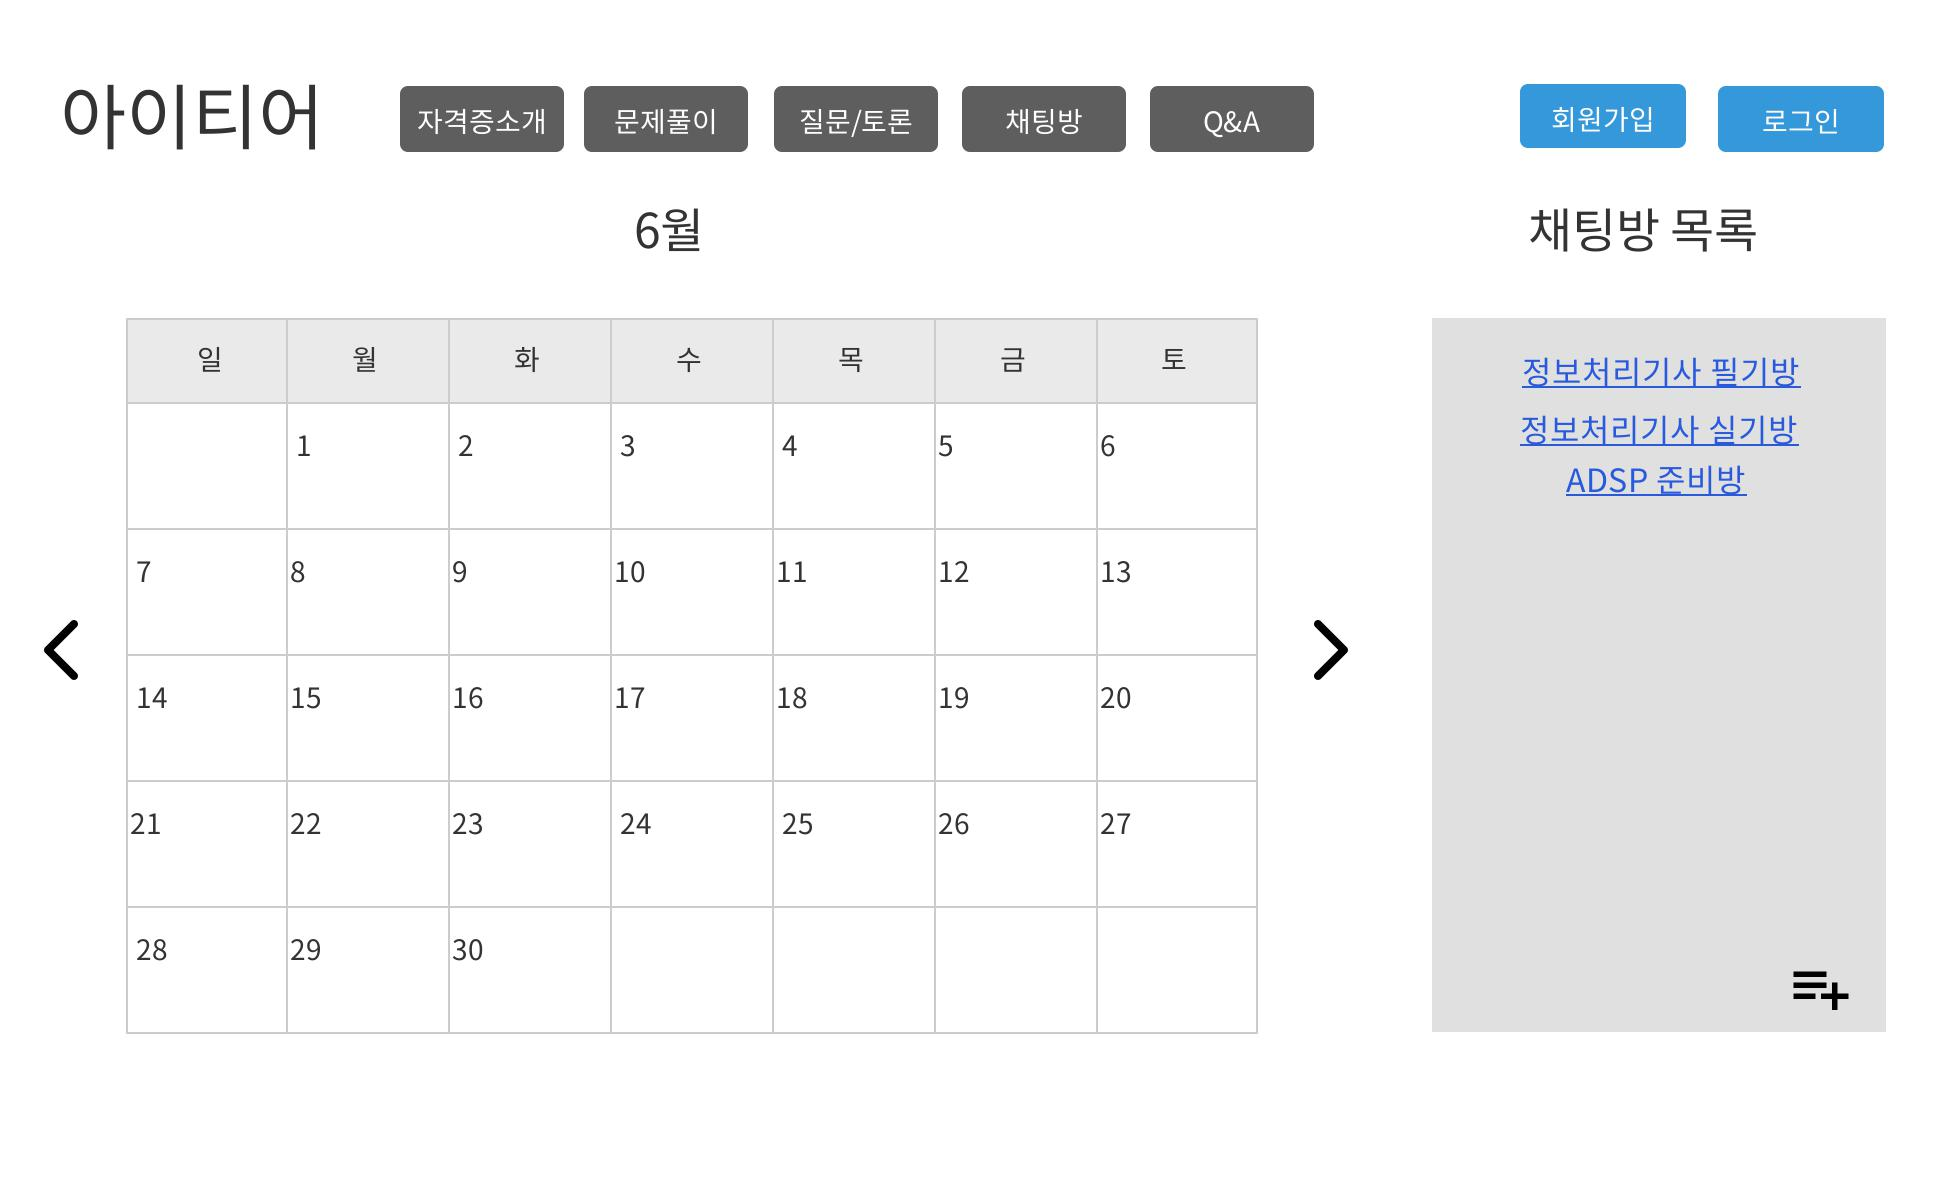 아이티어 자격증소개 문제풀이 질문/토론 채팅방 Q&A 회원가입 로그인
6월
일 월 화 수 목 금 토
1 2 3 4 5 6
7 8 9 10 11 12 13
14 15 16 17 18 19 20
21 22 23 24 25 26 27
28 29 30
채팅방 목록
정보처리기사 필기방
정보처리기사 실기방
ADSP 준비방